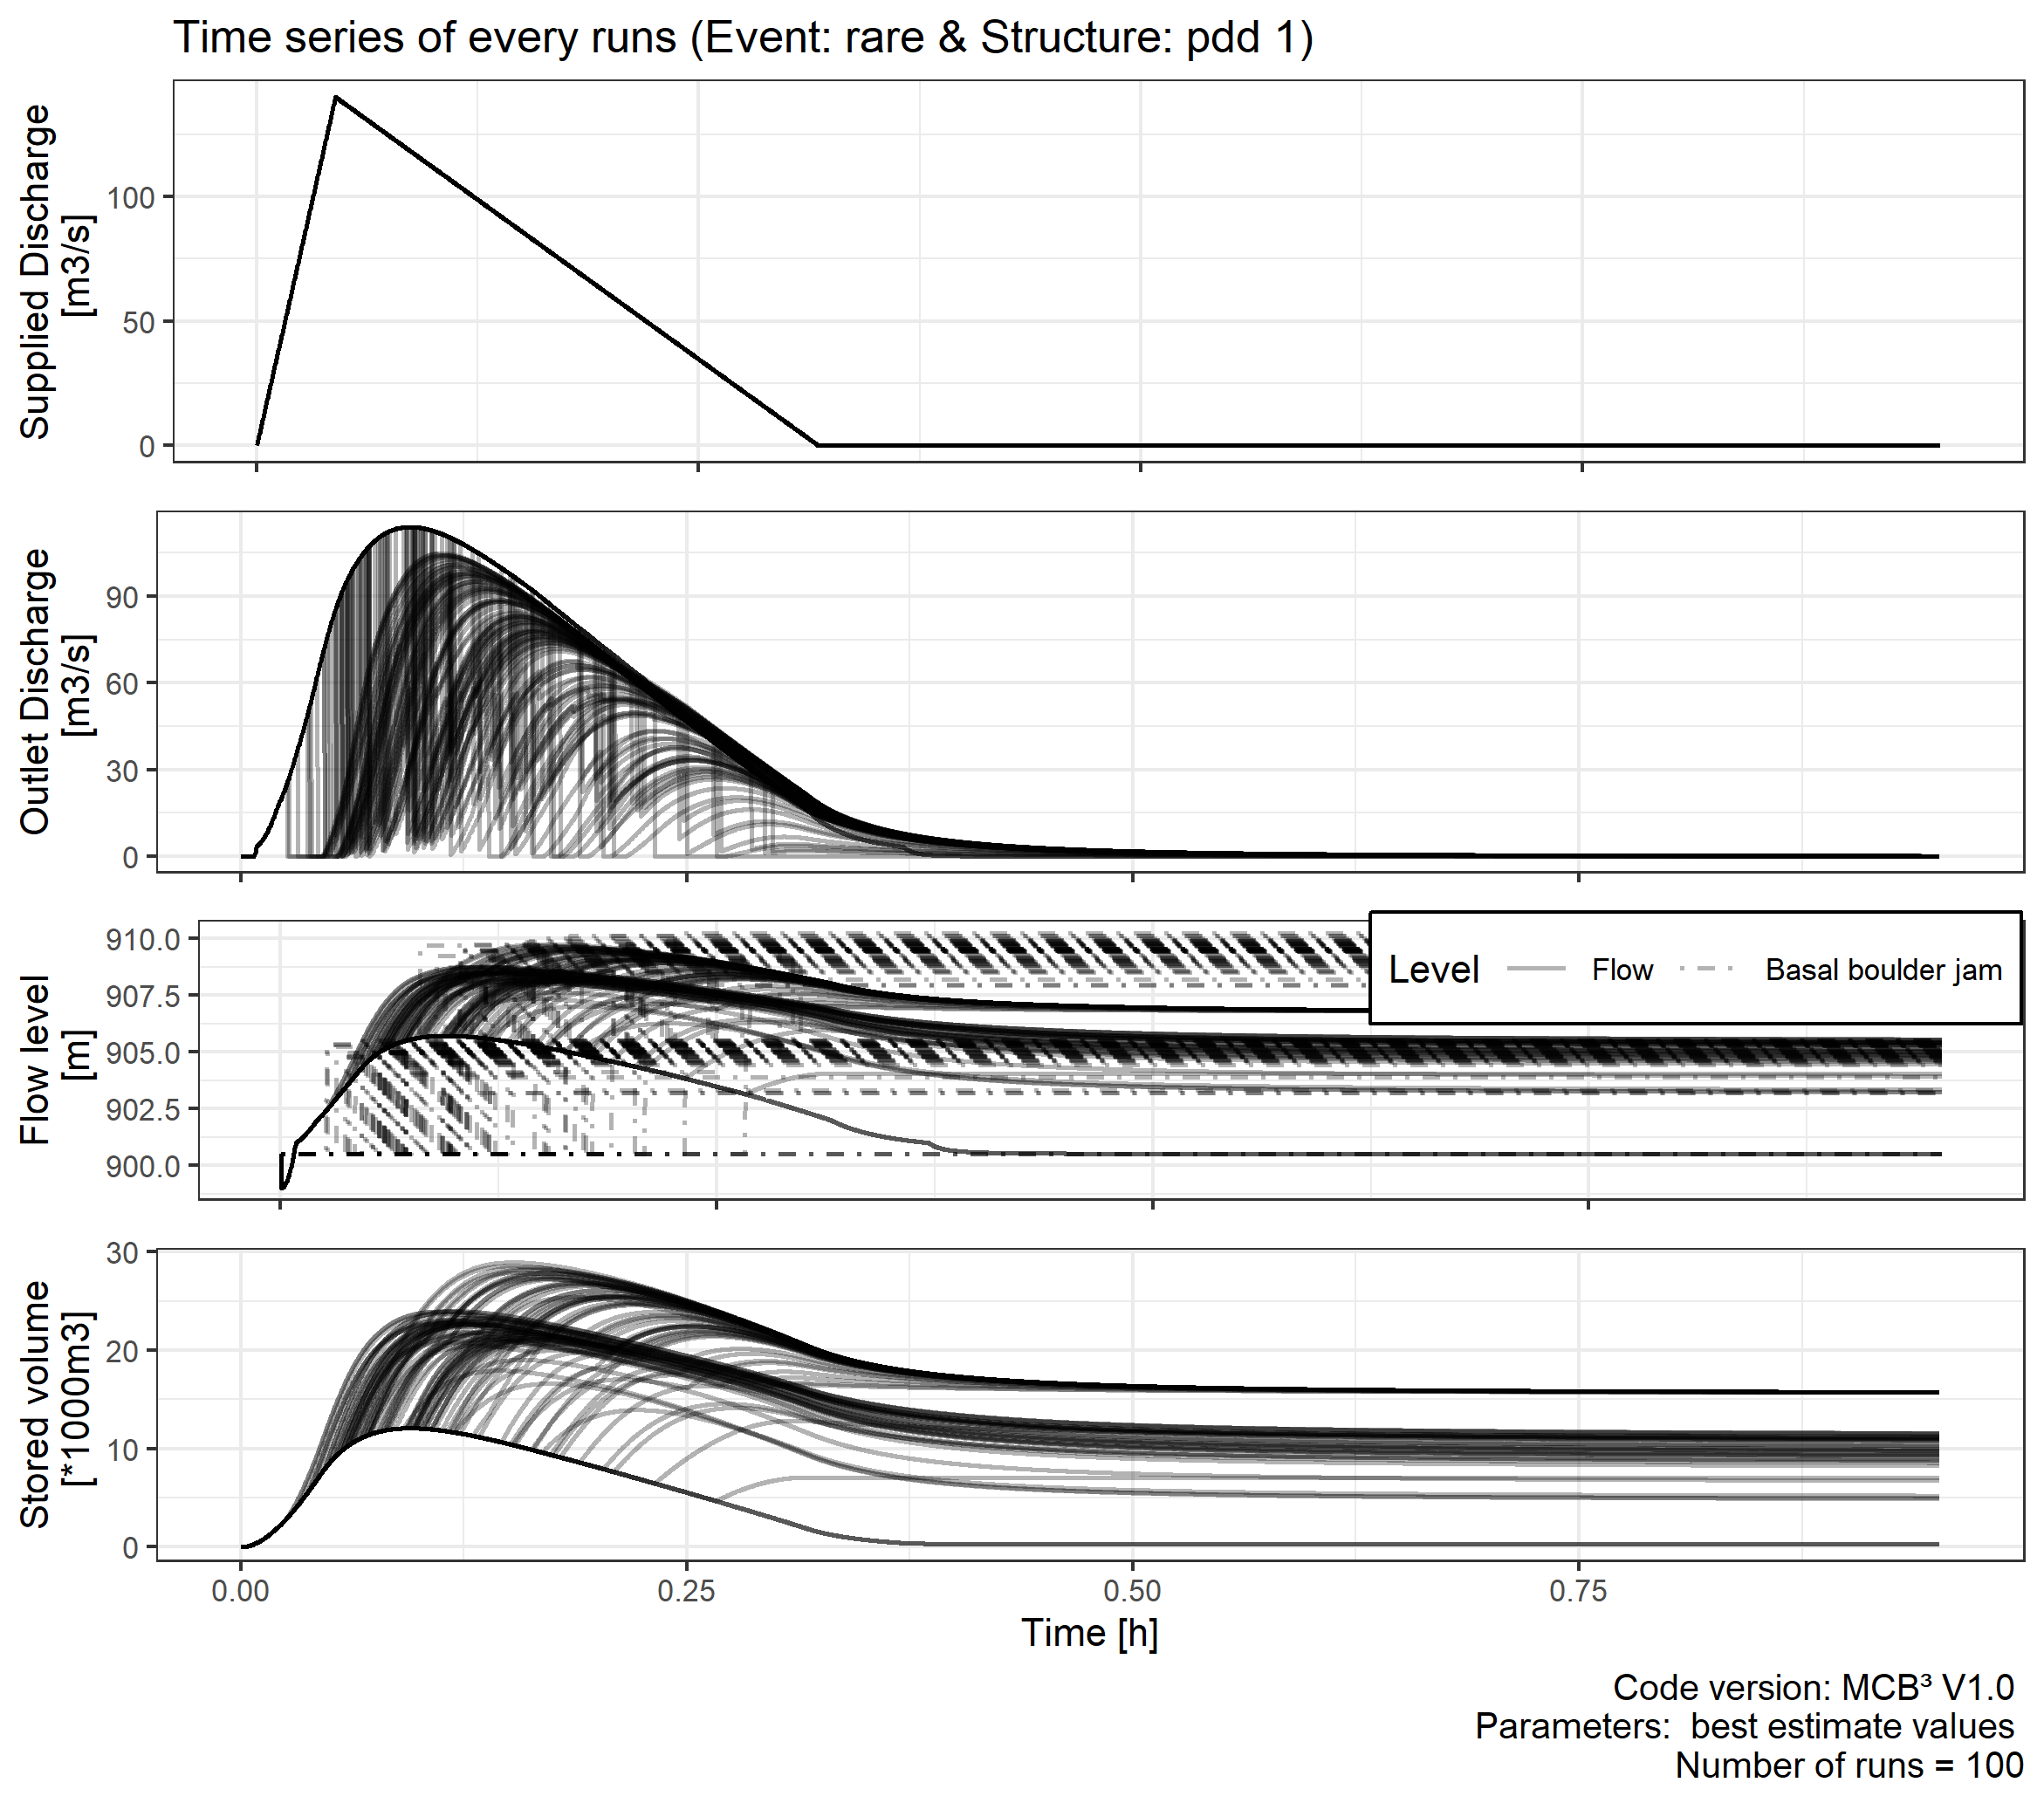 Time series of every runs (Event: rare & Structure: pdd 1)
Supplied Discharge
[m3/s]
100
50
0
Outlet Discharge
[m3/s]
90
60
30
0
Flow level
[m]
910.0
907.5
905.0
902.5
900.0
Level
Flow
Basal boulder jam
Stored volume
[*1000m3]
30
20
10
0
0.00
0.25
0.50
0.75
Time [h]
Code version: MCB³ V1.0
Parameters:  best estimate values
Number of runs = 100